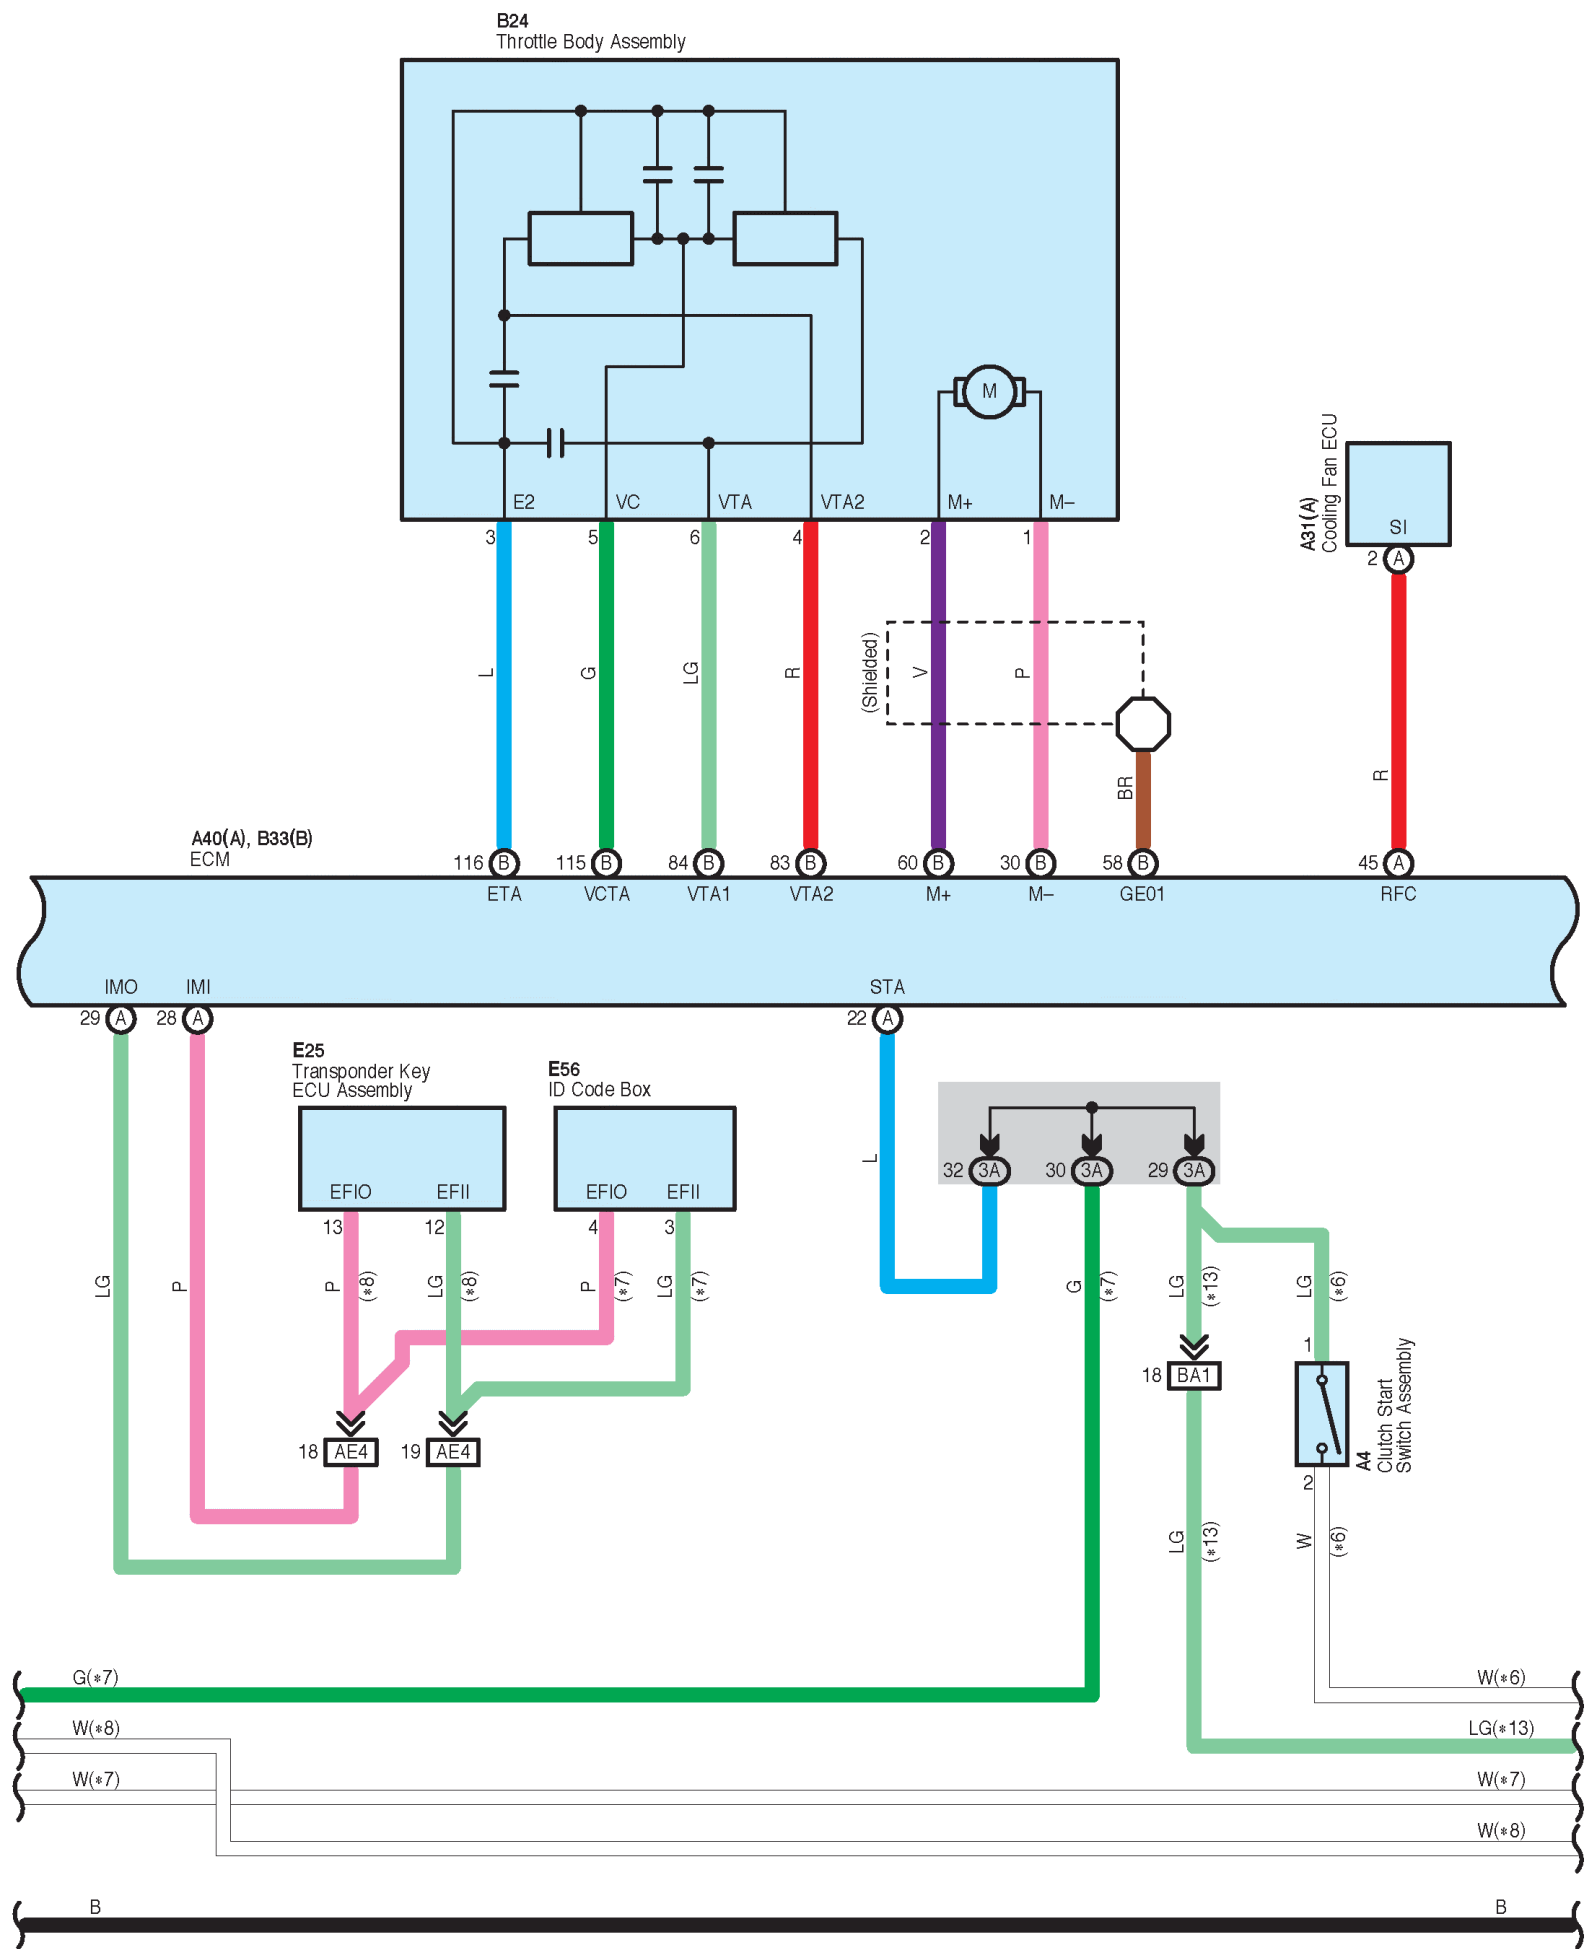 B24
Throttle Body Assembly
M
E2
VC
VTA
VTA2
M+
M–
3
5
6
4
2
1
A31(A)
Cooling Fan ECU
SI
2
A
L
G
LG
R
(Shielded)
V
P
BR
R
A40(A), B33(B)
ECM
116 B
115 B
84 B
83 B
60 B
30 B
58 B
45 A
ETA
VCTA
VTA1
VTA2
M+
M–
GE01
RFC
IMO
IMI
STA
29 A
28 A
22 A
E25
Transponder Key
ECU Assembly
E56
ID Code Box
EFIO
EFII
EFIO
EFII
13
12
4
3
32 3A
30 3A
29 3A
L
LG
P
P
(*8)
LG
(*8)
P
(*7)
LG
(*7)
G
(*7)
LG
(*13)
LG
(*6)
1
18 BA1
A4
Clutch Start
Switch Assembly
2
18 AE4
19 AE4
LG
(*13)
W
(*6)
G(*7)
W(*6)
W(*8)
LG(*13)
W(*7)
W(*7)
W(*8)
B
B